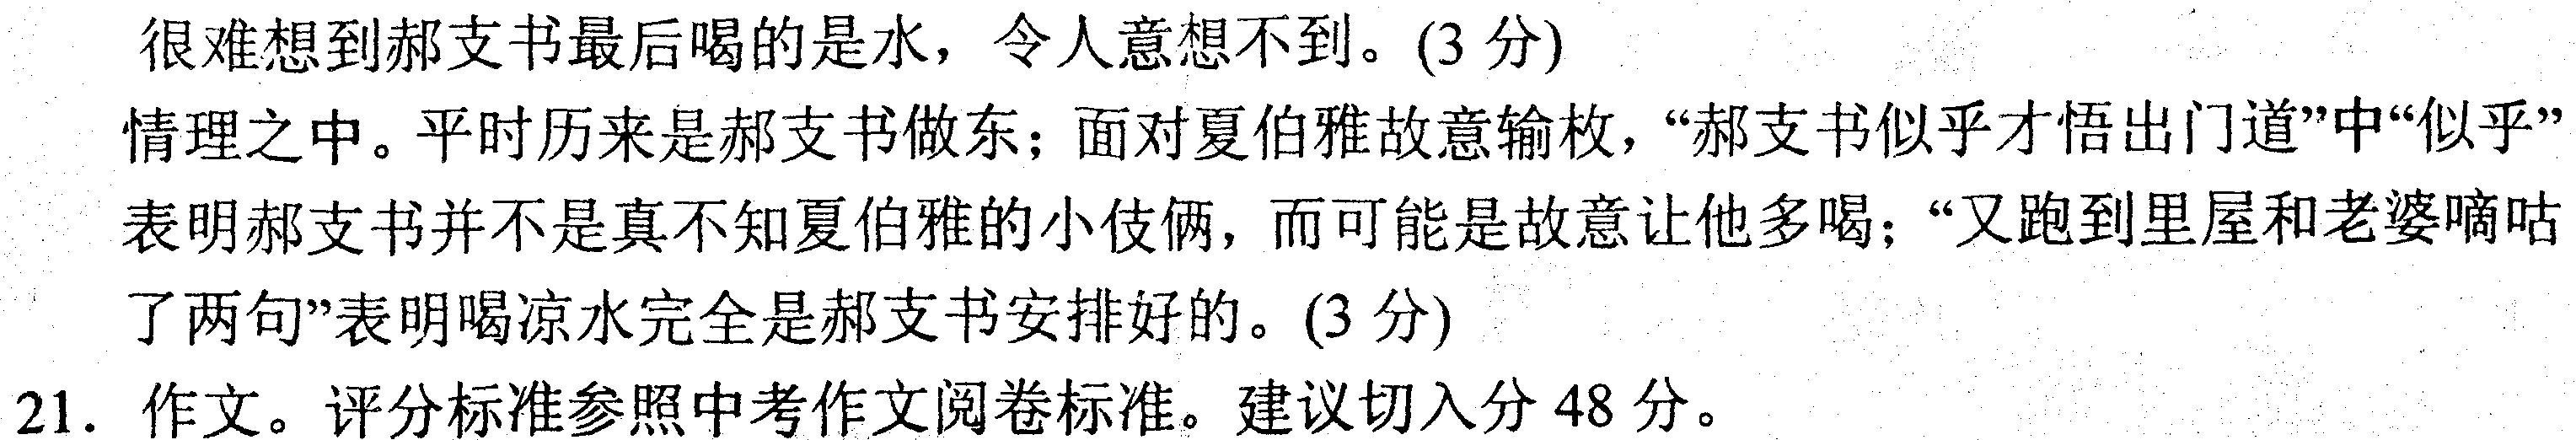 很难想到郝支书最后喝的是水，令人意想不到。(3 分)
情理之中。平时历来是郝支书做东；面对夏伯雅故意输枚，“郝支书似乎才悟出门道”中“似乎”
表明郝支书并不是真不知夏伯雅的小伎俩，而可能是故意让他多喝；“又跑到里屋和老婆嘀咕
了两句”表明喝凉水完全是郝支书安排好的。(3 分)
21. 作文。评分标准参照中考作文阅卷标准。建议切入分 48 分。